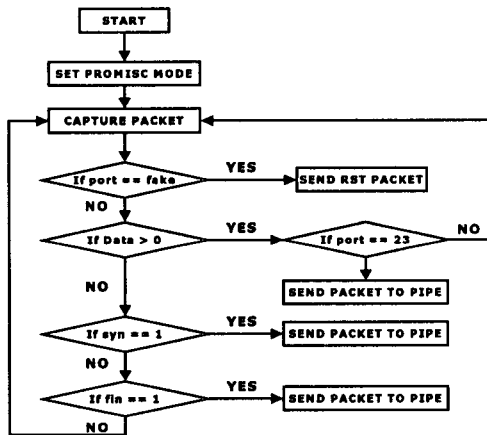 START
SET PROMISC MODE
CAPTURE PACKET
If port == fake
YES
SEND RST PACKET
NO
If Data > 0
YES
If port == 23
NO
NO
SEND PACKET TO PIPE
If syn == 1
YES
SEND PACKET TO PIPE
NO
If fin == 1
YES
SEND PACKET TO PIPE
NO